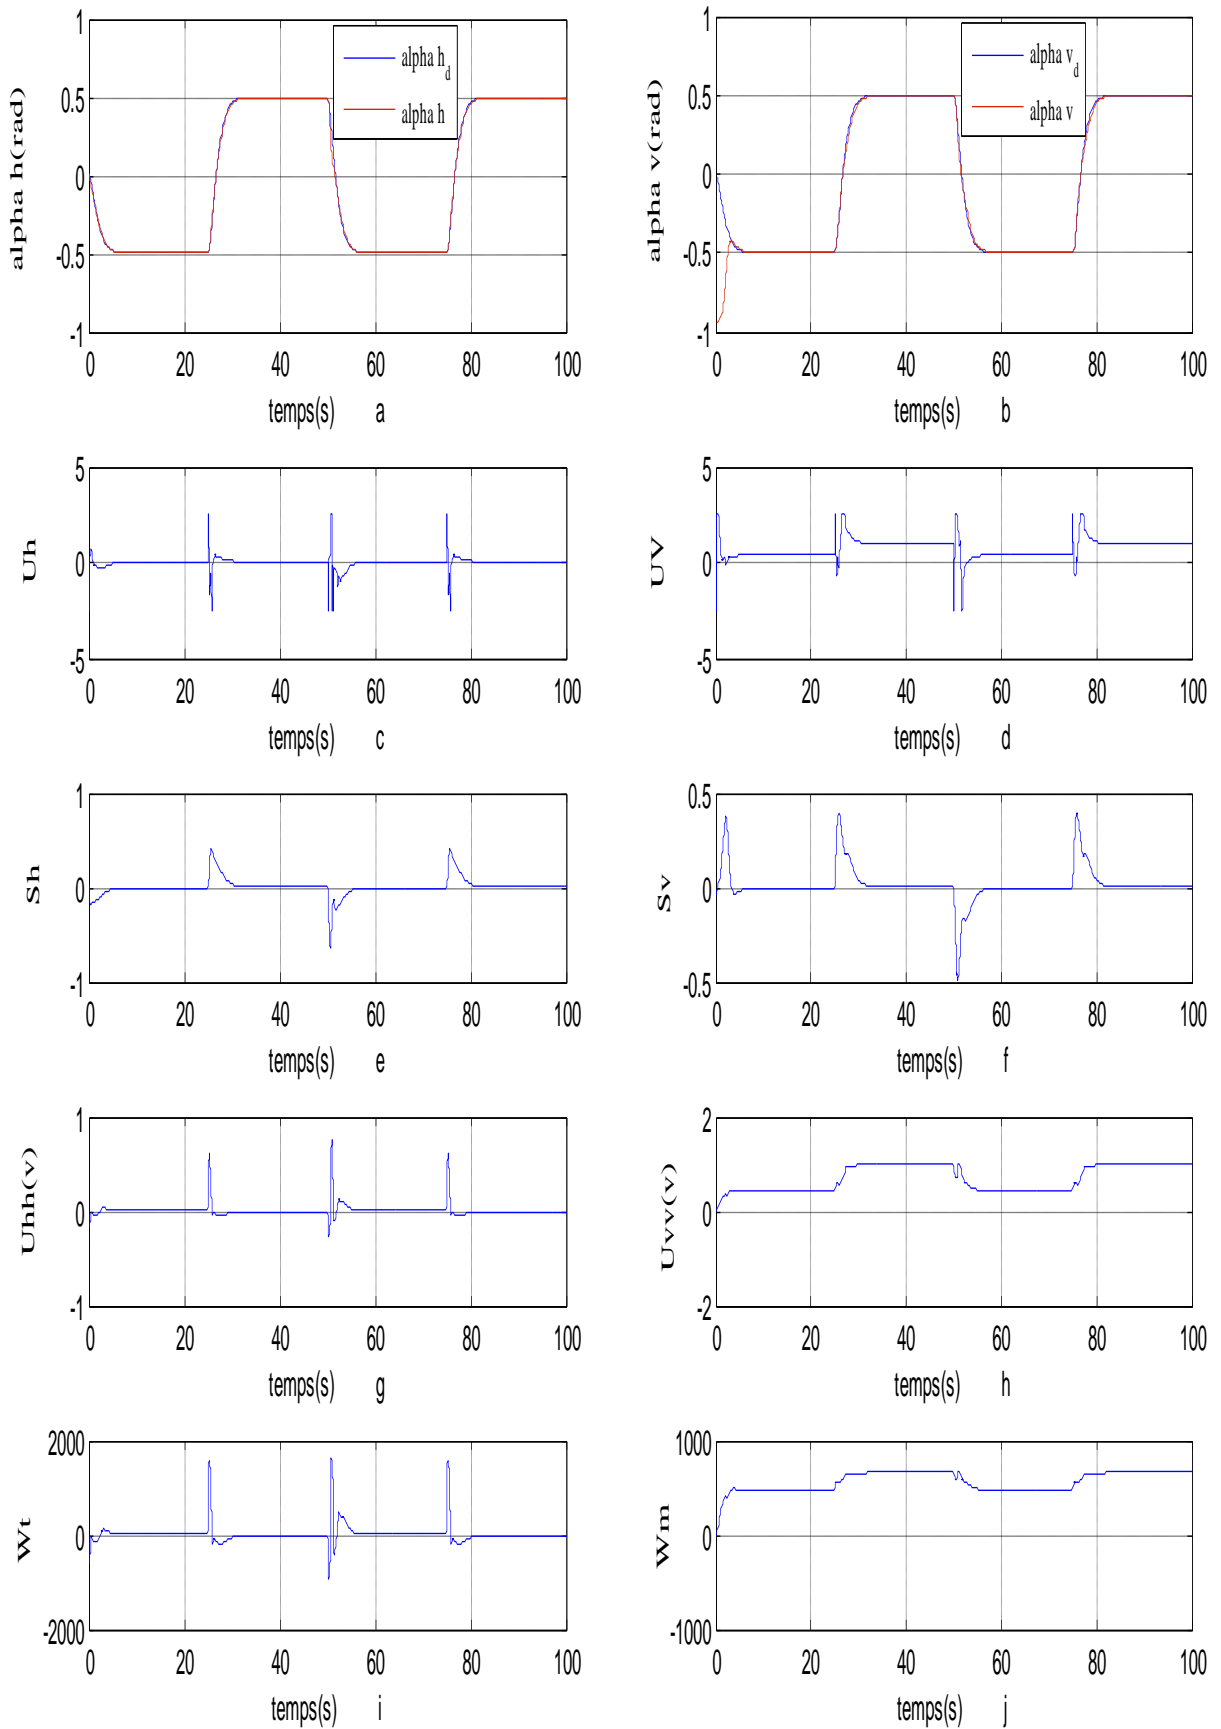 1
0.5
0
-0.5
-1
alpha h(rad)
alpha h_d
alpha h
0 20 40 60 80 100
temps(s) a
1
0.5
0
-0.5
-1
alpha v(rad)
alpha v_d
alpha v
0 20 40 60 80 100
temps(s) b
5
0
-5
Uh
0 20 40 60 80 100
temps(s) c
5
0
-5
UV
0 20 40 60 80 100
temps(s) d
1
0
-1
Sh
0 20 40 60 80 100
temps(s) e
0.5
0
-0.5
Sv
0 20 40 60 80 100
temps(s) f
1
0
-1
Uhh(v)
0 20 40 60 80 100
temps(s) g
2
0
-2
Uvv(v)
0 20 40 60 80 100
temps(s) h
2000
0
-2000
Wt
0 20 40 60 80 100
temps(s) i
1000
0
-1000
Wm
0 20 40 60 80 100
temps(s) j